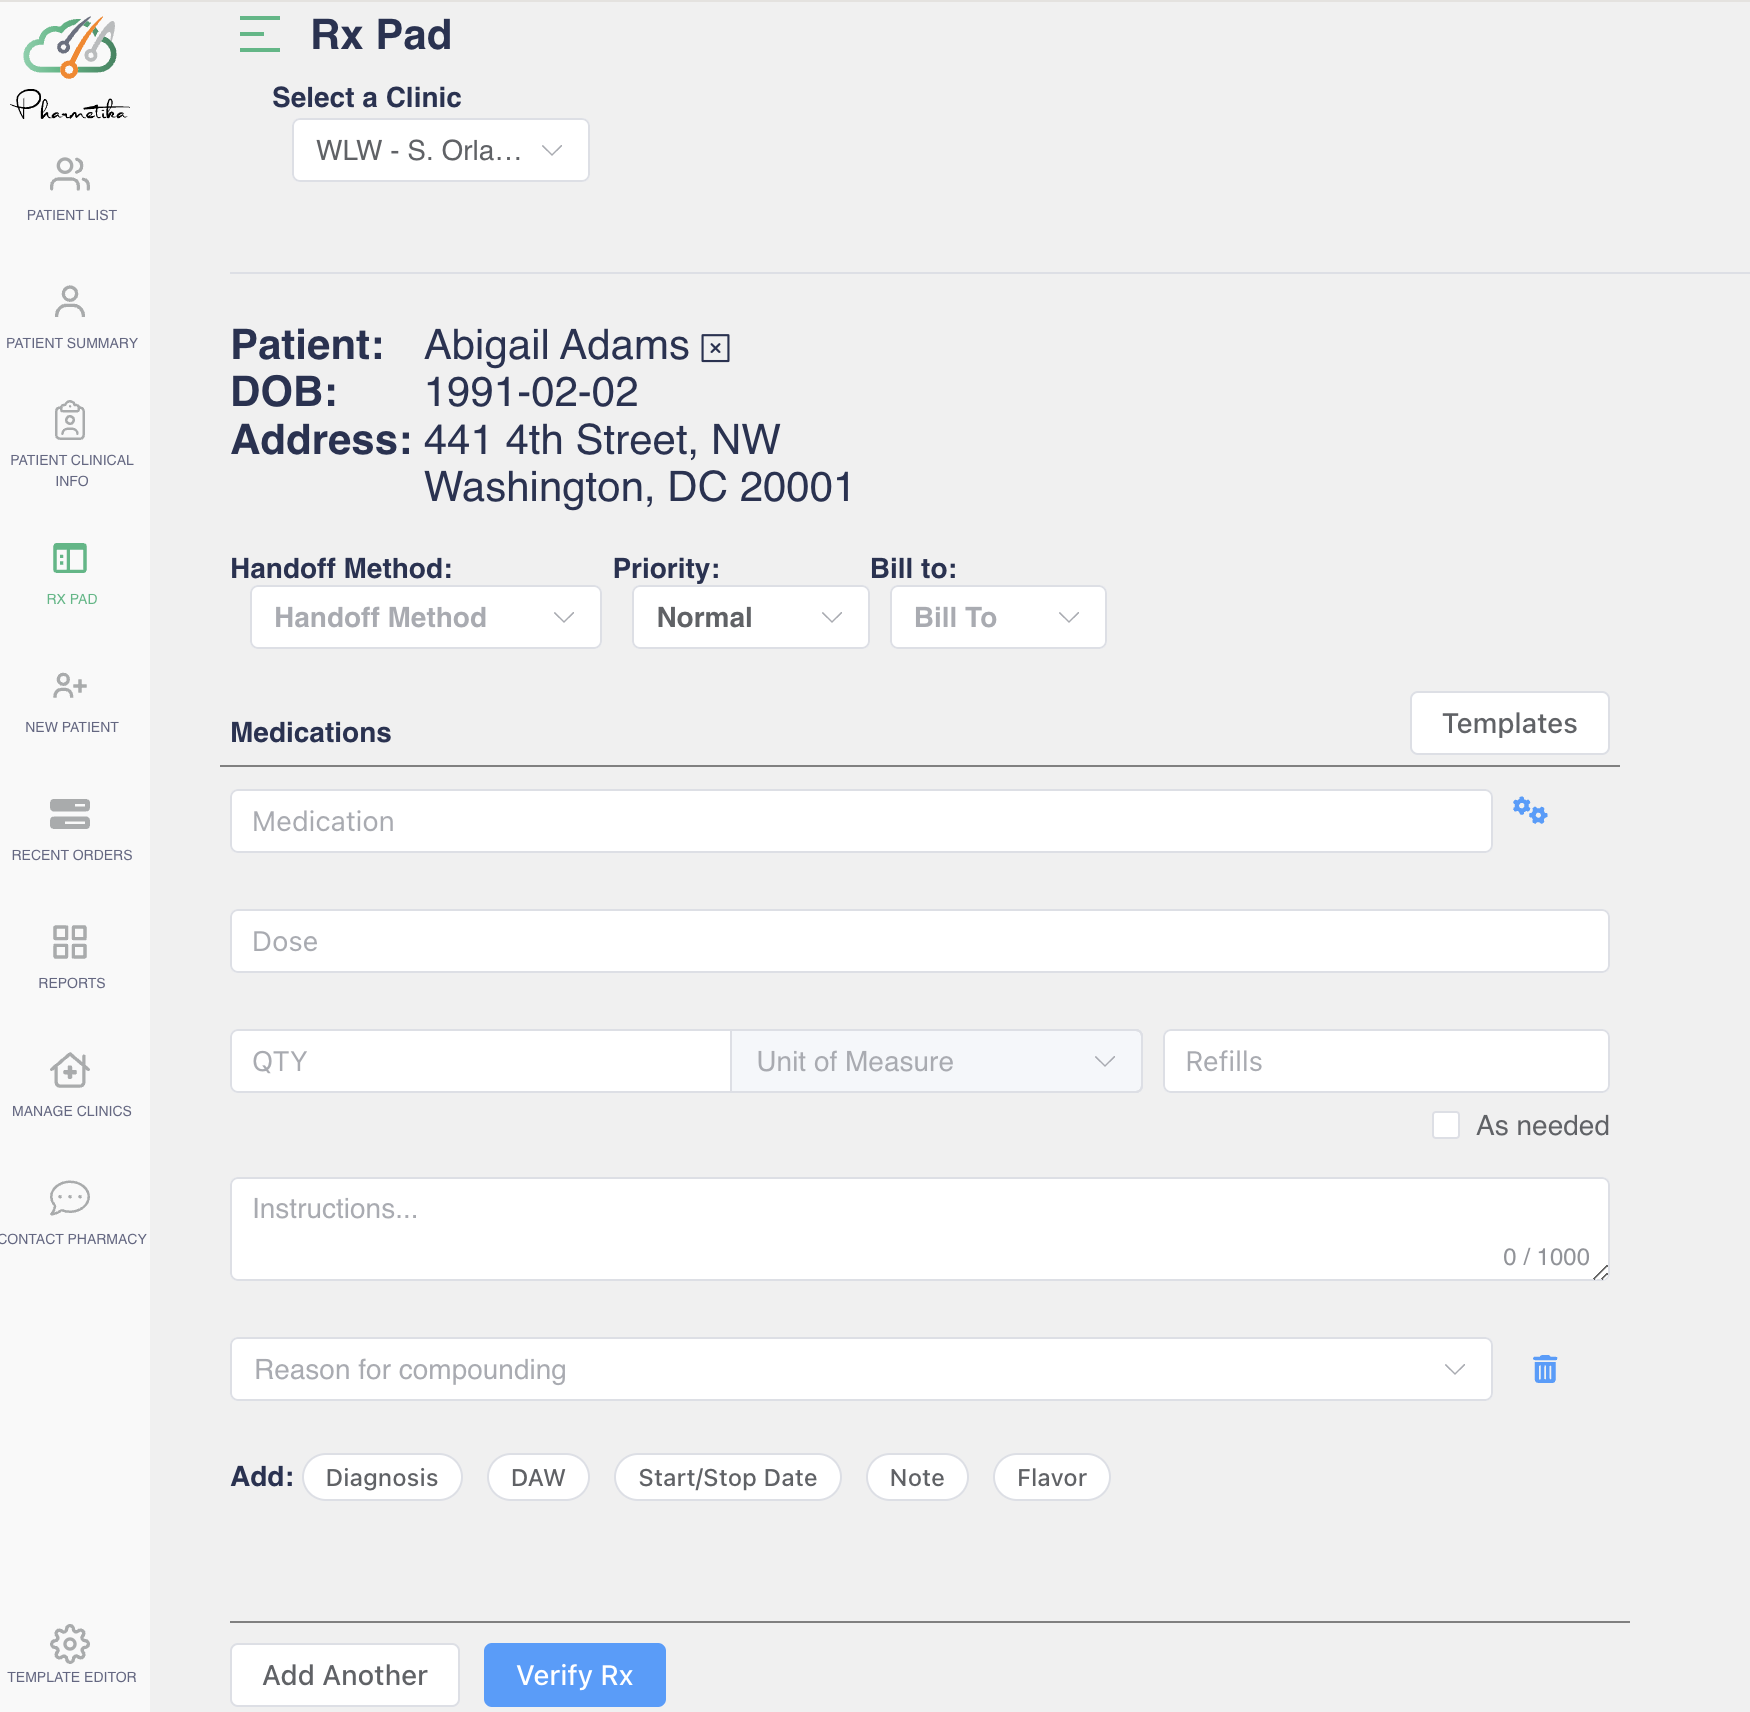 Pharmetika
PATIENT LIST
PATIENT SUMMARY
PATIENT CLINICAL
INFO
RX PAD
NEW PATIENT
RECENT ORDERS
REPORTS
MANAGE CLINICS
CONTACT PHARMACY
TEMPLATE EDITOR
Rx Pad
Select a Clinic
WLW - S. Orla...
Patient: Abigail Adams
DOB: 1991-02-02
Address: 441 4th Street, NW
Washington, DC 20001
Handoff Method: Priority: Bill to:
Handoff Method Normal Bill To
Medications Templates
Medication
Dose
QTY Unit of Measure Refills
As needed
Instructions...
0 / 1000
Reason for compounding
Add: Diagnosis DAW Start/Stop Date Note Flavor
Add Another Verify Rx